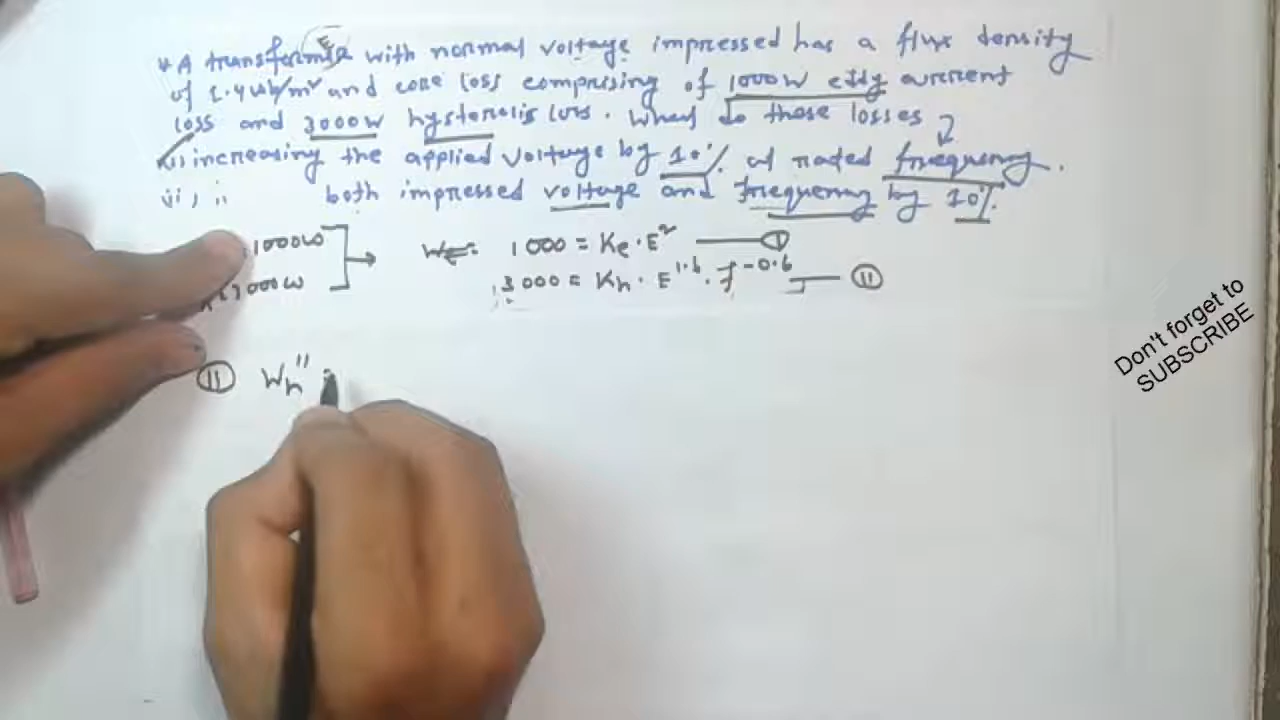 * A transformer with normal voltage impressed has a flux density
of 1.4 wb/m² and core loss comprising of 1000W eddy current
loss and 3000W hysteresis loss. What do these losses
(i) increasing the applied voltage by 10% at rated frequency.
ii, ii both impressed voltage and frequency by 10%.
1000W
3000W
We: 1000 = Ke · E² — (I)
3000 = Kh · E^1.6 · f^-0.6 — (II)
(II) Wh'' =
Don't forget to
SUBSCRIBE